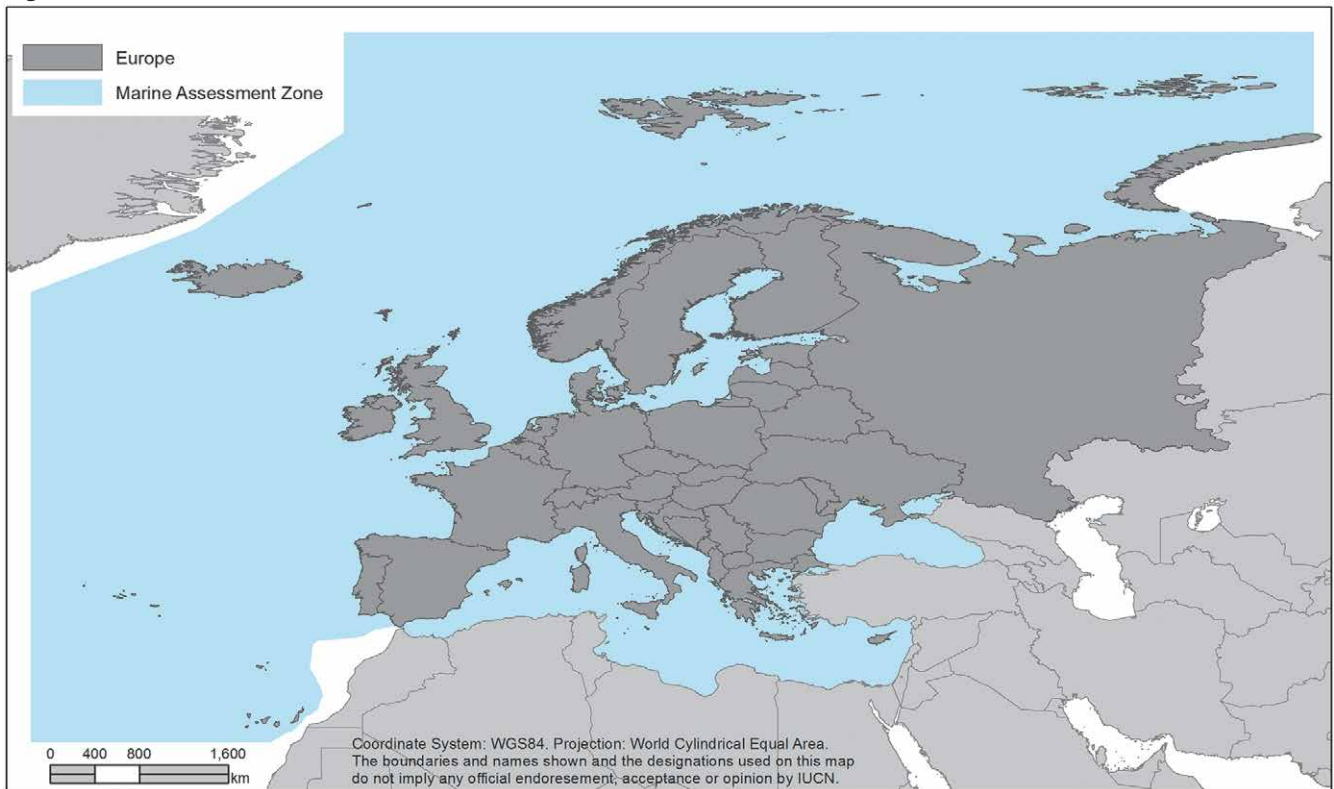 Europe
Marine Assessment Zone
0 400 800 1,600
km
Coordinate System: WGS84. Projection: World Cylindrical Equal Area.
The boundaries and names shown and the designations used on this map
do not imply any official endoresement, acceptance or opinion by IUCN.